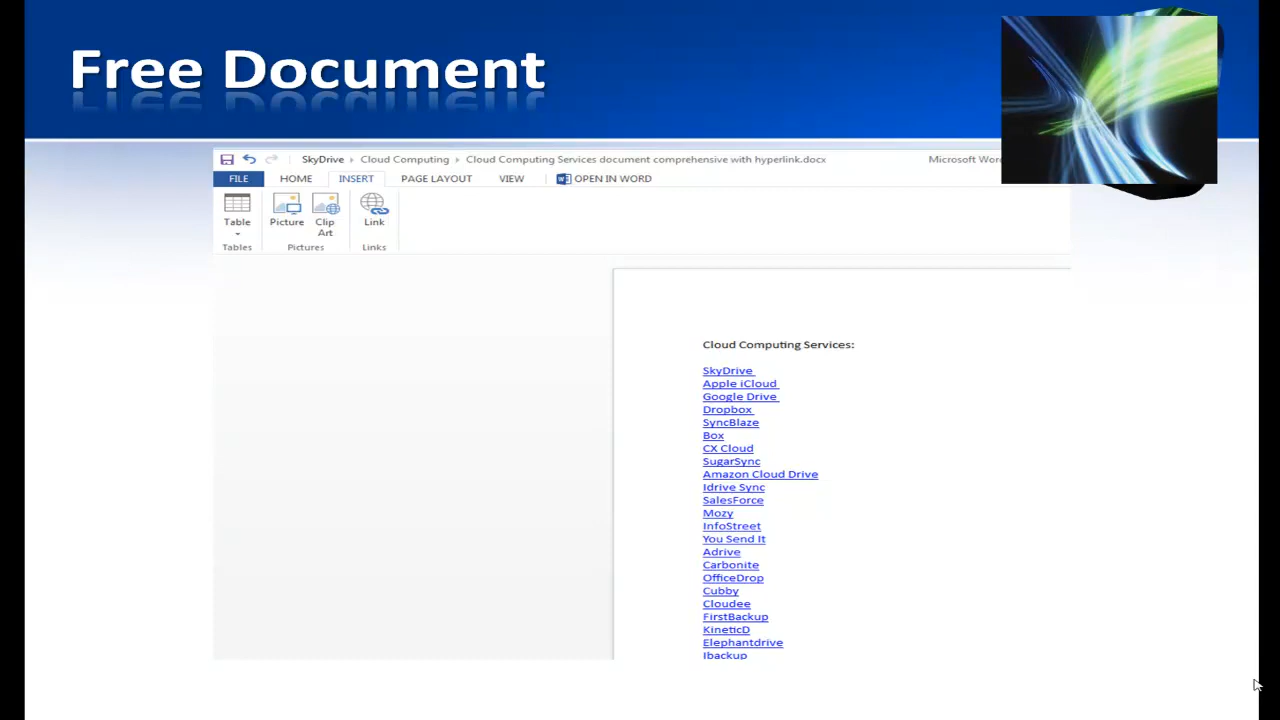 Free Document
SkyDrive › Cloud Computing › Cloud Computing Services document comprehensive with hyperlink.docx Microsoft
FILE HOME INSERT PAGE LAYOUT VIEW OPEN IN WORD
Table Picture Clip Art Link
Tables Pictures Links
Cloud Computing Services:
SkyDrive
Apple iCloud
Google Drive
Dropbox
SyncBlaze
Box
CX Cloud
SugarSync
Amazon Cloud Drive
Idrive Sync
SalesForce
Mozy
InfoStreet
You Send It
Adrive
Carbonite
OfficeDrop
Cubby
Cloudee
FirstBackup
KineticD
Elephantdrive
Ibackup